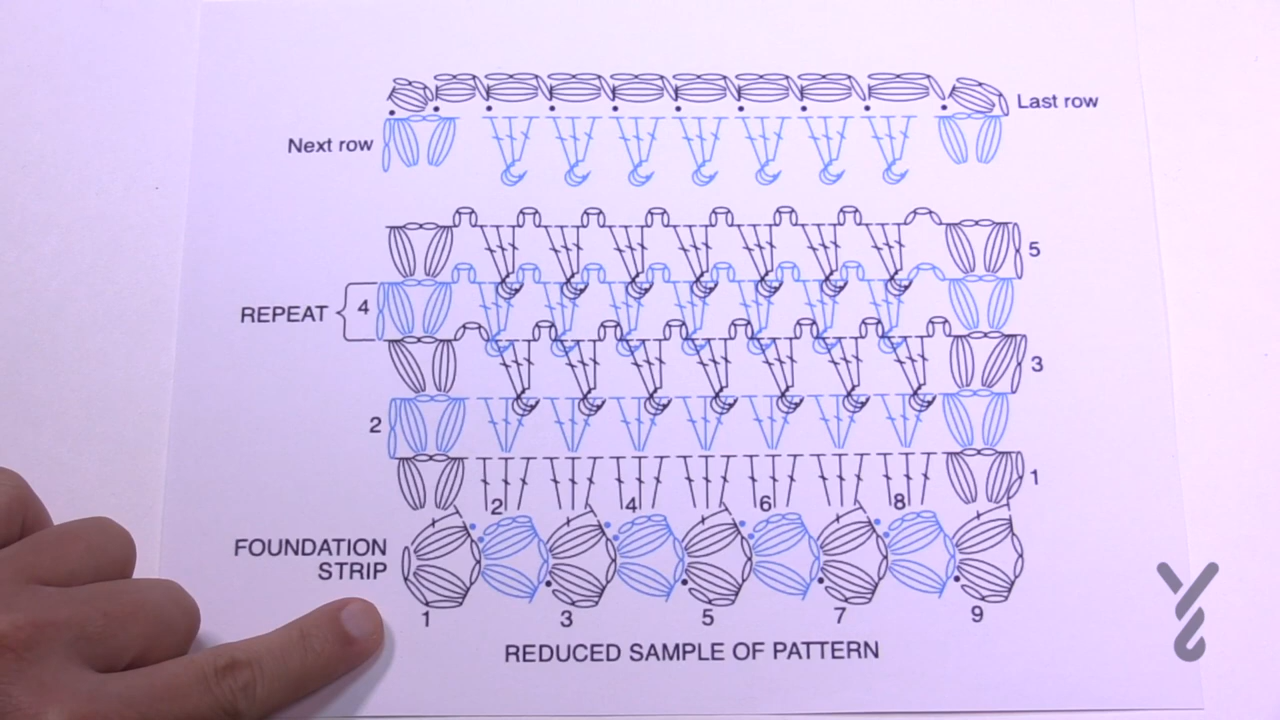 Last row
Next row
5
REPEAT 4
3
2
1
2 4 6 8
FOUNDATION
STRIP
1 3 5 7 9
REDUCED SAMPLE OF PATTERN